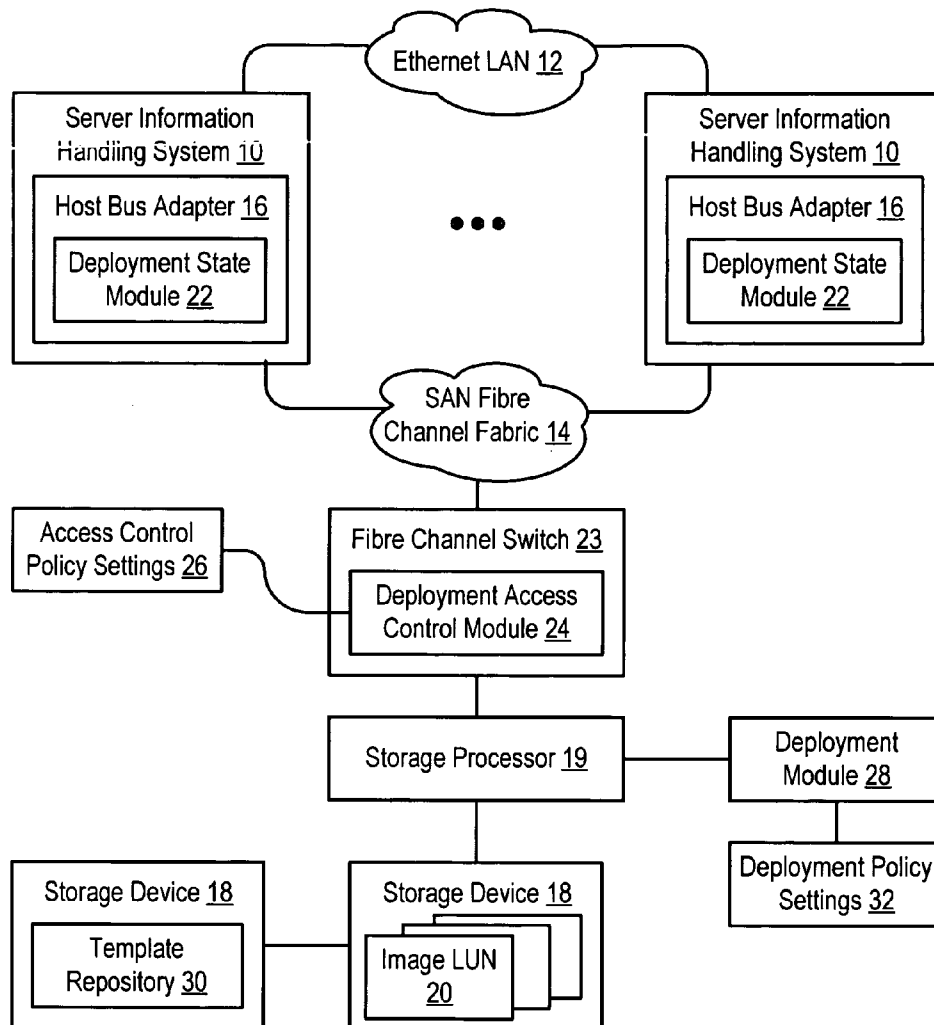 Ethernet LAN 12
Server Information
Handling System 10
Host Bus Adapter 16
Deployment State
Module 22
Server Information
Handling System 10
Host Bus Adapter 16
Deployment State
Module 22
SAN Fibre
Channel Fabric 14
Access Control
Policy Settings 26
Fibre Channel Switch 23
Deployment Access
Control Module 24
Storage Processor 19
Deployment
Module 28
Deployment Policy
Settings 32
Storage Device 18
Template
Repository 30
Storage Device 18
Image LUN
20